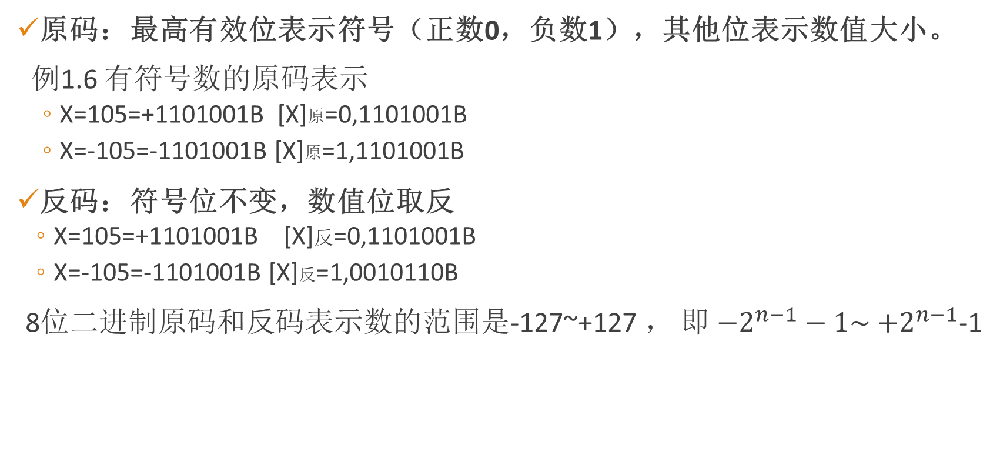 ✓原码：最高有效位表示符号（正数0，负数1），其他位表示数值大小。
例1.6 有符号数的原码表示
◦ X=105=+1101001B [X]原=0,1101001B
◦ X=-105=-1101001B [X]原=1,1101001B
✓反码：符号位不变，数值位取反
◦ X=105=+1101001B [X]反=0,1101001B
◦ X=-105=-1101001B [X]反=1,0010110B
8位二进制原码和反码表示数的范围是-127~+127， 即 −2^{n−1} − 1~ +2^{n−1}-1